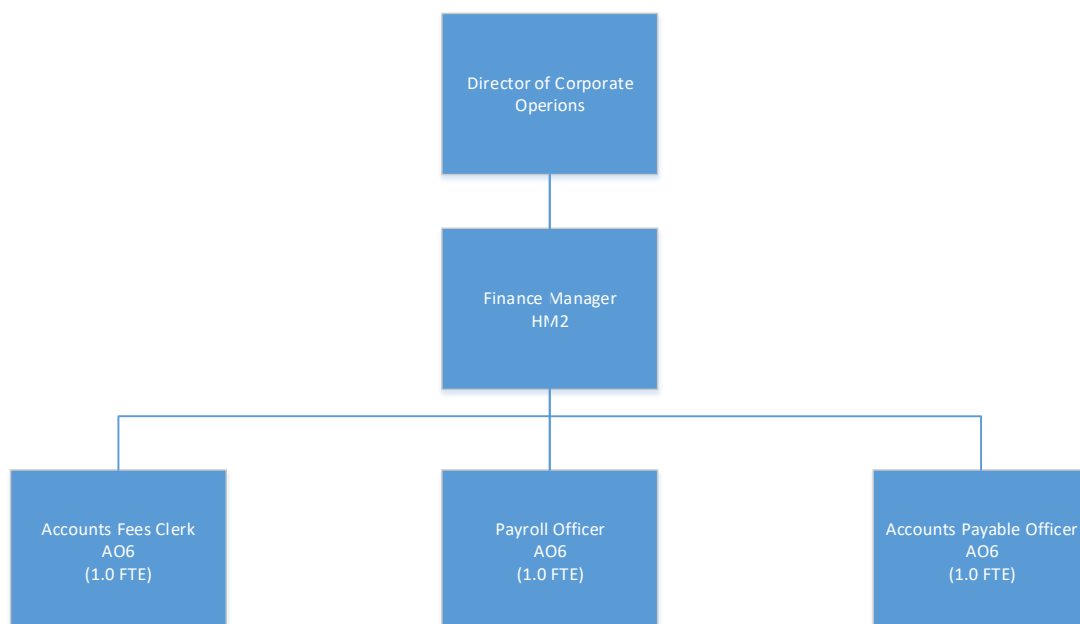 Director of Corporate
Operions
Finance Manager
HM2
Accounts Fees Clerk
AO6
(1.0 FTE)
Payroll Officer
AO6
(1.0 FTE)
Accounts Payable Officer
AO6
(1.0 FTE)